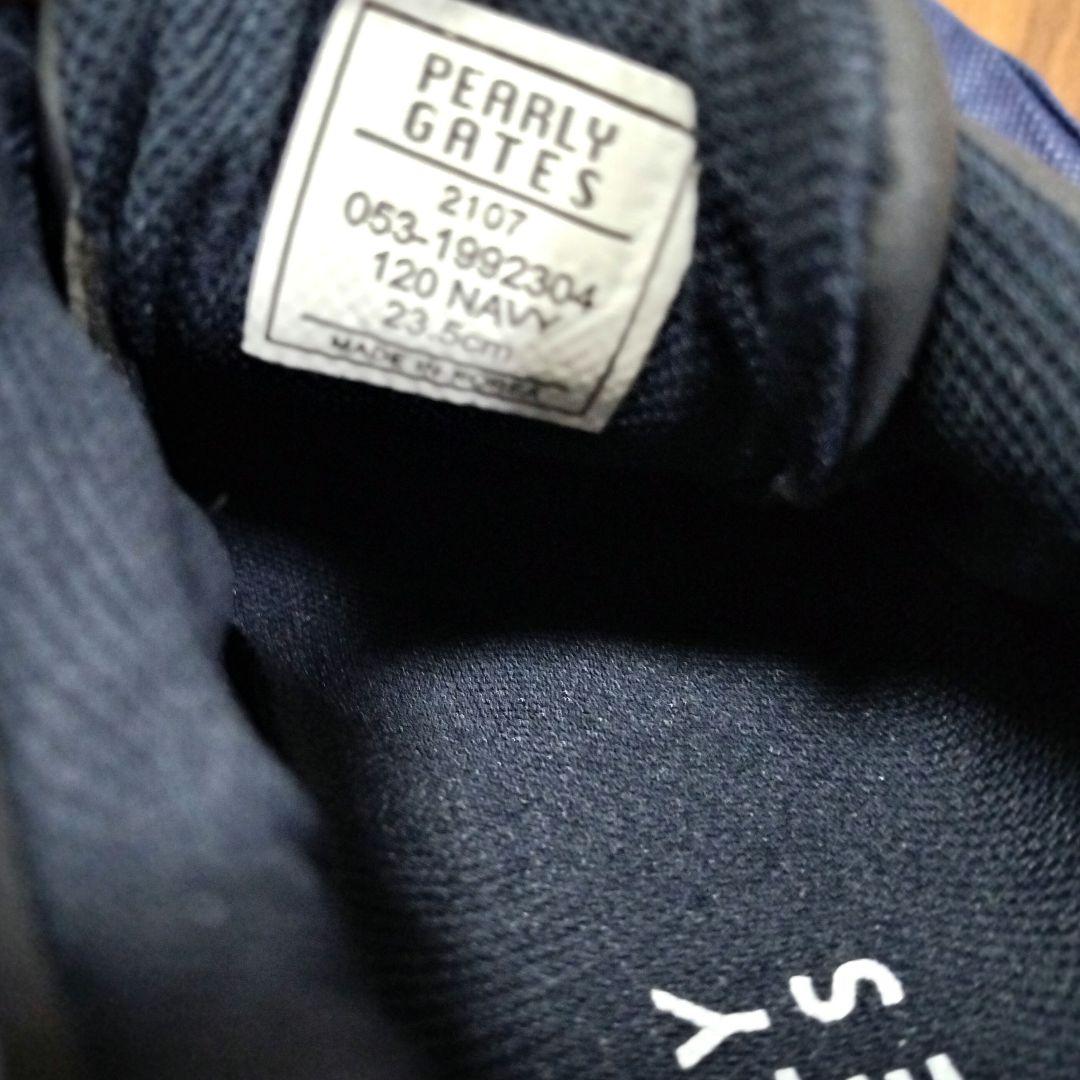 PEARLY
GATES
2107
053-1992304
120 NAVY
23.5cm
MADE IN KOREA
Y
S